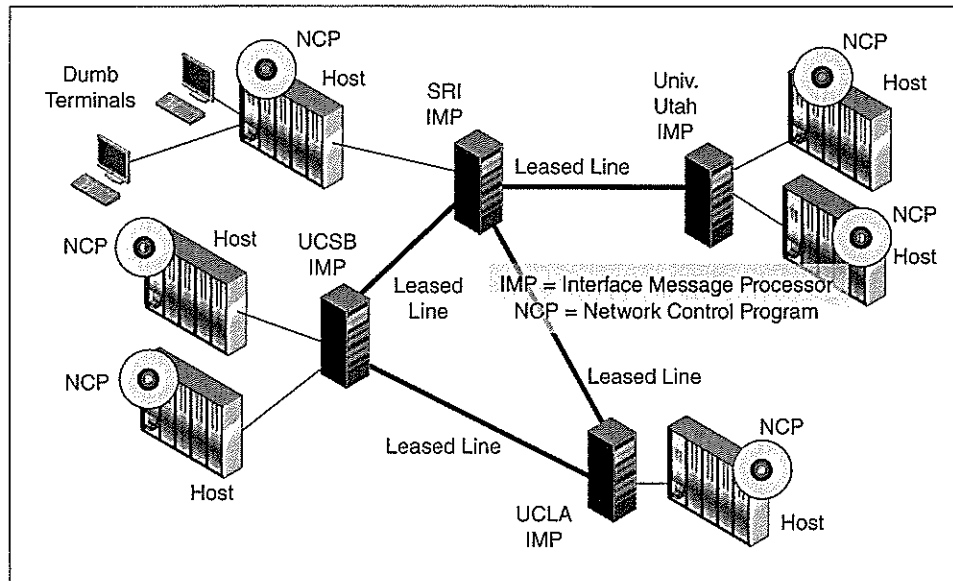 NCP
Host
Dumb
Terminals
SRI
IMP
Univ.
Utah
IMP
NCP
Host
Leased Line
NCP
Host
NCP
Host
UCSB
IMP
Leased
Line
IMP = Interface Message Processor
NCP = Network Control Program
NCP
Host
Leased Line
Leased Line
NCP
Host
UCLA
IMP